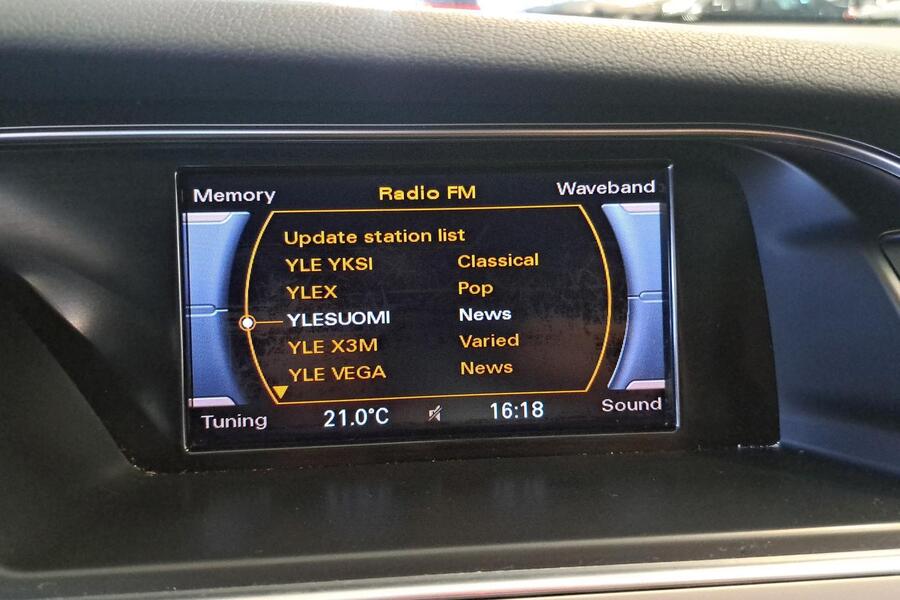 Memory Radio FM Waveband
Update station list
YLE YKSI Classical
YLEX Pop
YLESUOMI News
YLE X3M Varied
YLE VEGA News
Tuning 21.0°C 16:18 Sound